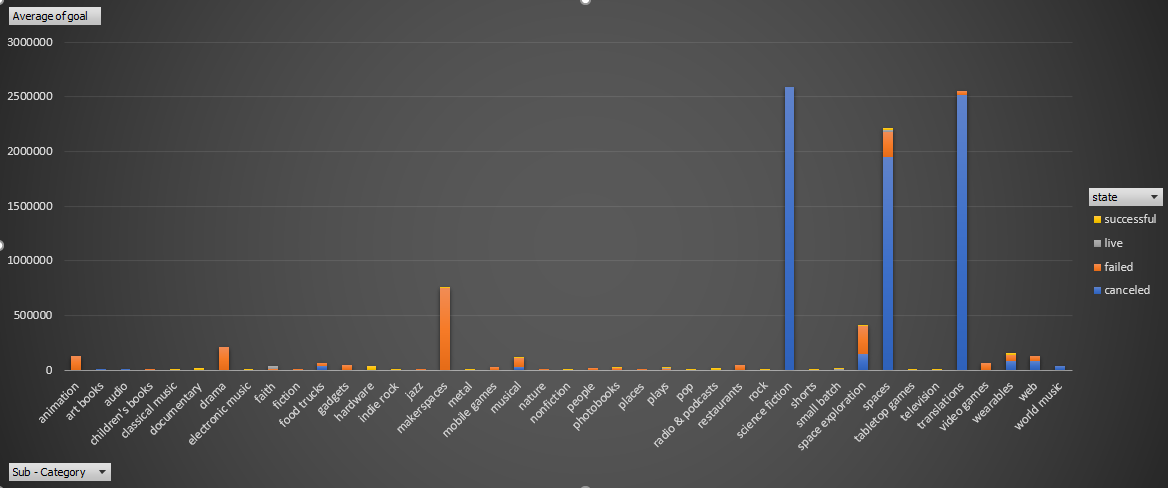 Average of goal
3000000
2500000
2000000
1500000
1000000
500000
0
animation
art books
audio
children's books
classical music
documentary
drama
electronic music
faith
fiction
food trucks
gadgets
hardware
indie rock
jazz
makerspaces
metal
mobile games
musical
nature
nonfiction
people
photobooks
places
plays
pop
radio & podcasts
restaurants
rock
science fiction
shorts
small batch
space exploration
spaces
tabletop games
television
translations
video games
wearables
web
world music
state
successful
live
failed
canceled
Sub - Category